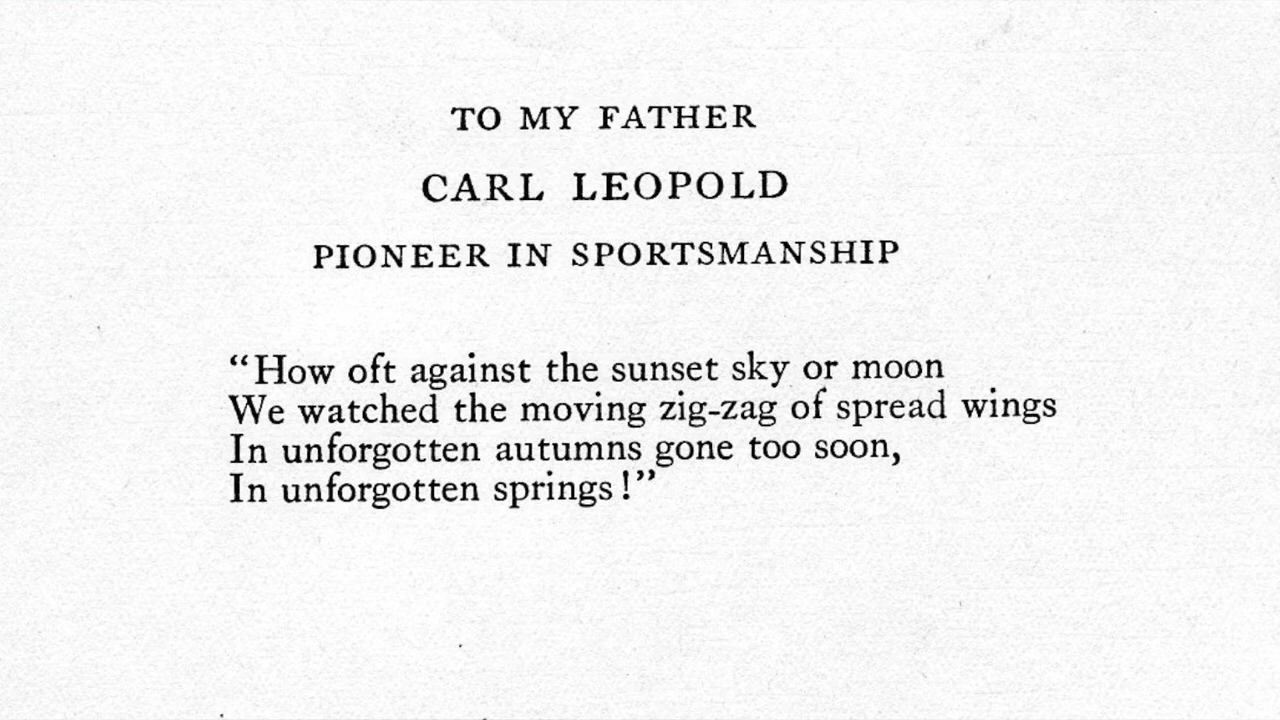 TO MY FATHER
CARL LEOPOLD
PIONEER IN SPORTSMANSHIP
“How oft against the sunset sky or moon
We watched the moving zig-zag of spread wings
In unforgotten autumns gone too soon,
In unforgotten springs!”